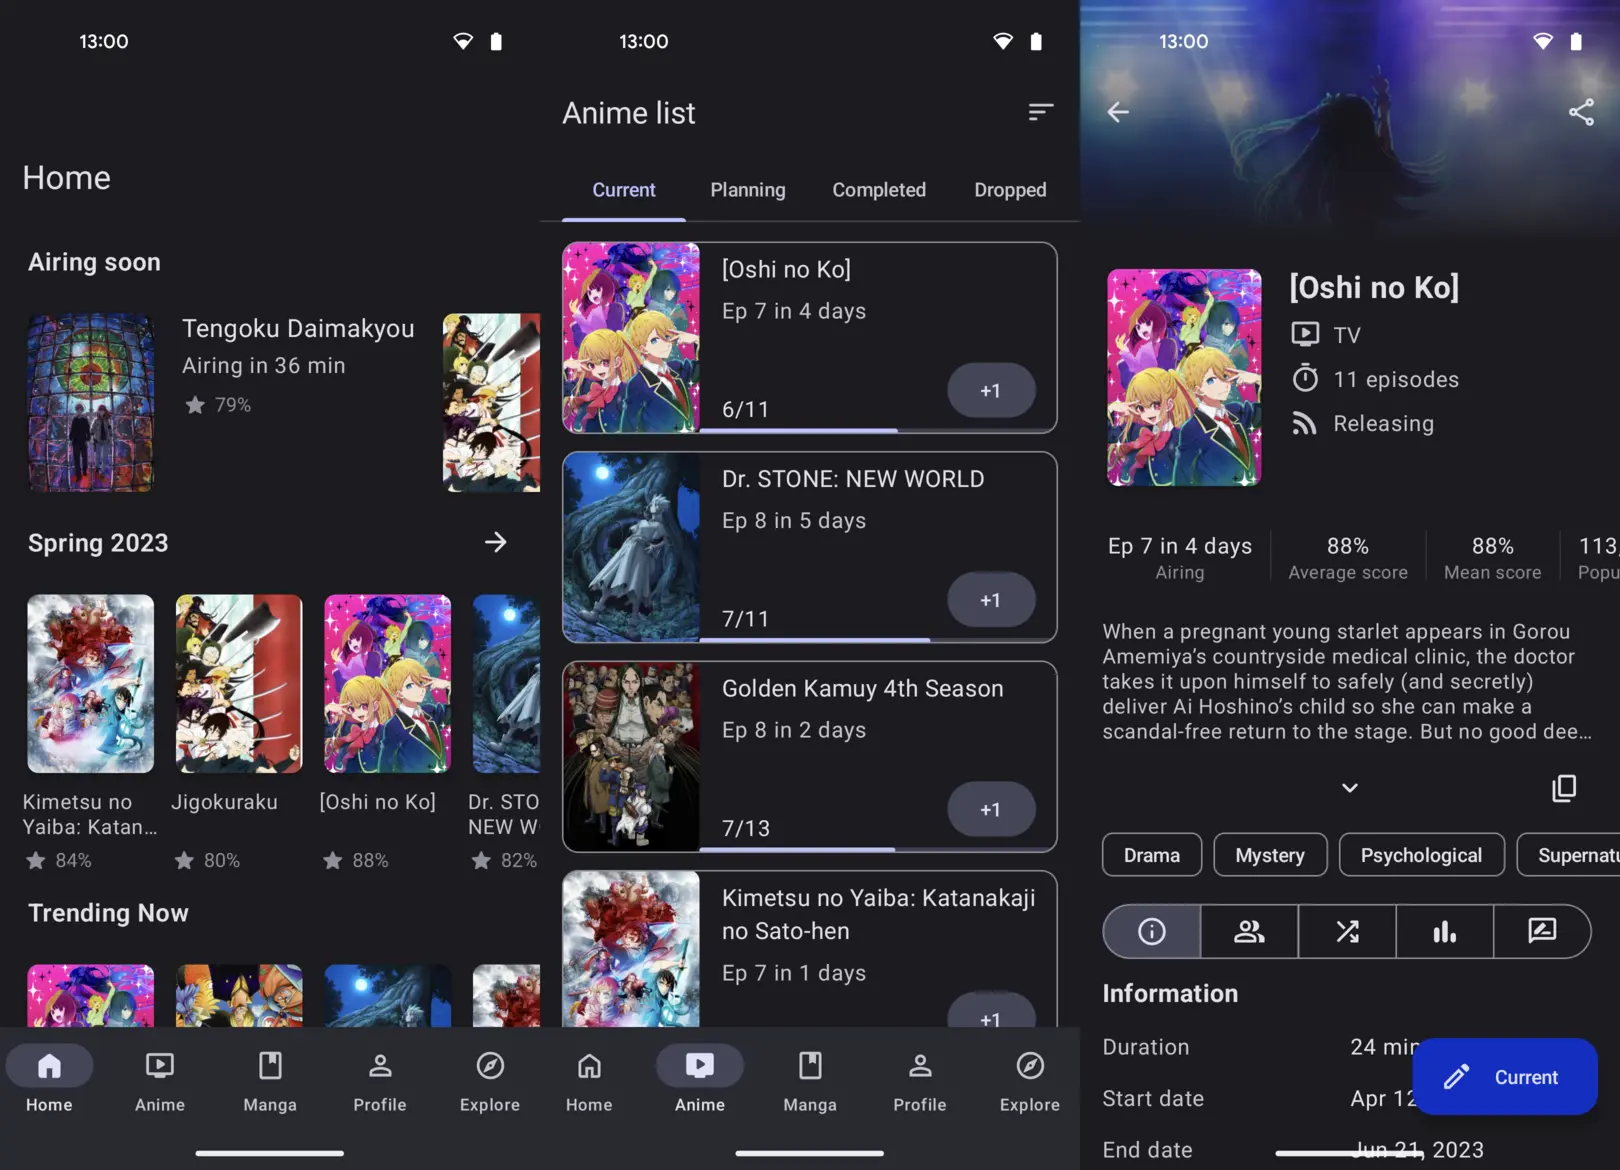 13:00
Home
Airing soon
Tengoku Daimakyou
Airing in 36 min
79%
Spring 2023
Kimetsu no
Yaiba: Katan…
84%
Jigokuraku
80%
[Oshi no Ko]
88%
Dr. STO
NEW W
82%
Trending Now
Home
Anime
Manga
Profile
Explore
13:00
Anime list
Current
Planning
Completed
Dropped
[Oshi no Ko]
Ep 7 in 4 days
6/11
+1
Dr. STONE: NEW WORLD
Ep 8 in 5 days
7/11
+1
Golden Kamuy 4th Season
Ep 8 in 2 days
7/13
+1
Kimetsu no Yaiba: Katanakaji
no Sato-hen
Ep 7 in 1 days
+1
Home
Anime
Manga
Profile
Explore
13:00
[Oshi no Ko]
TV
11 episodes
Releasing
Ep 7 in 4 days
Airing
88%
Average score
88%
Mean score
113,
Popu
When a pregnant young starlet appears in Gorou
Amemiya's countryside medical clinic, the doctor
takes it upon himself to safely (and secretly)
deliver Ai Hoshino's child so she can make a
scandal-free return to the stage. But no good dee…
Drama
Mystery
Psychological
Supernatu
Information
Duration
24 min
Start date
Apr 12
Current
End date
Jun 21, 2023